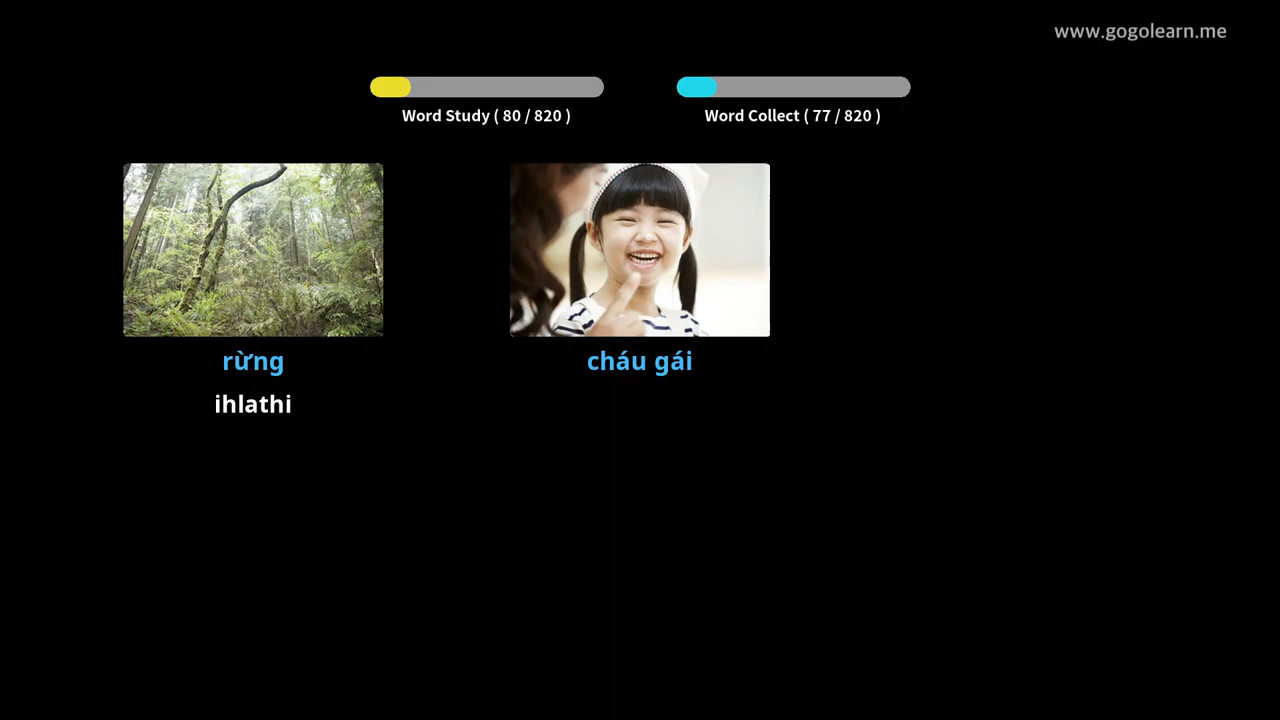 www.gogolearn.me
Word Study ( 80 / 820 )
Word Collect ( 77 / 820 )
rừng
cháu gái
ihlathi